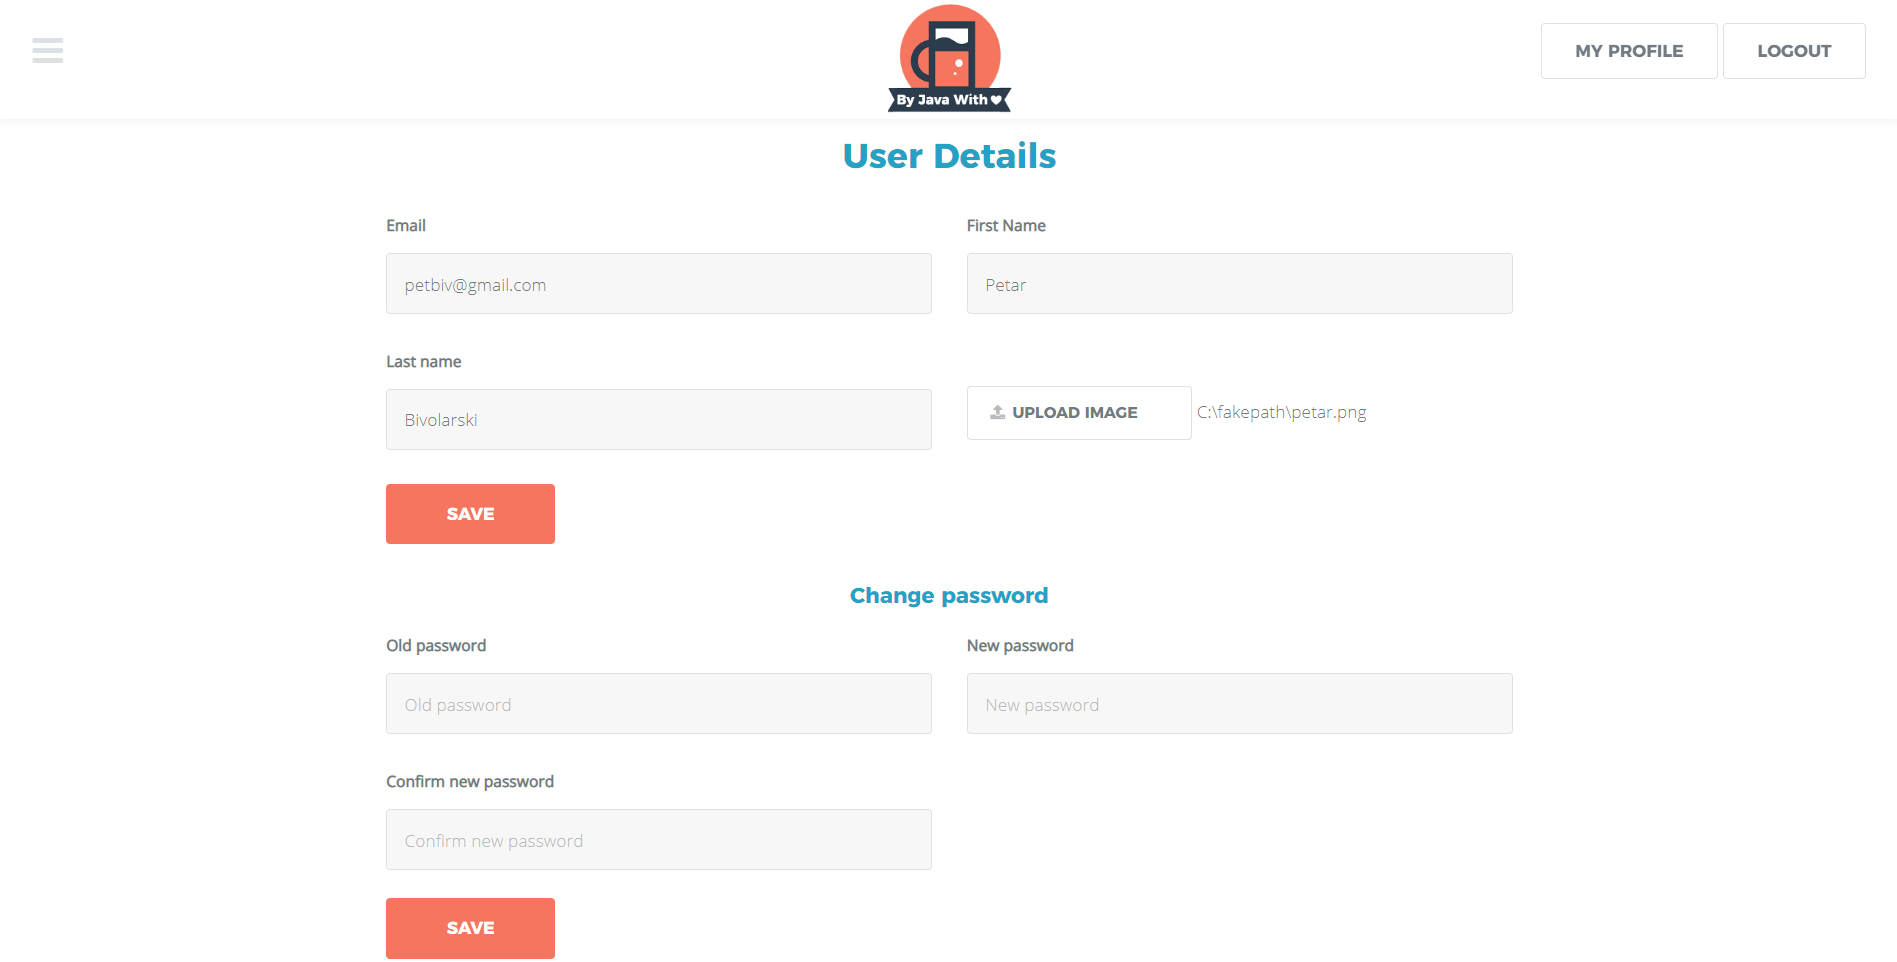 By Java With
MY PROFILE
LOGOUT
User Details
Email
First Name
petbiv@gmail.com
Petar
Last name
Bivolarski
UPLOAD IMAGE
C:\fakepath\petar.png
SAVE
Change password
Old password
New password
Old password
New password
Confirm new password
Confirm new password
SAVE